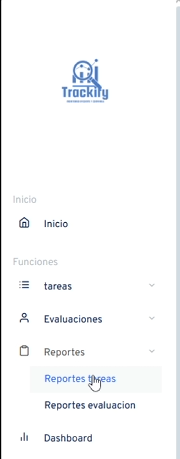 Trackify
Inicio
Inicio
Funciones
tareas
Evaluaciones
Reportes
Reportes tareas
Reportes evaluacion
Dashboard